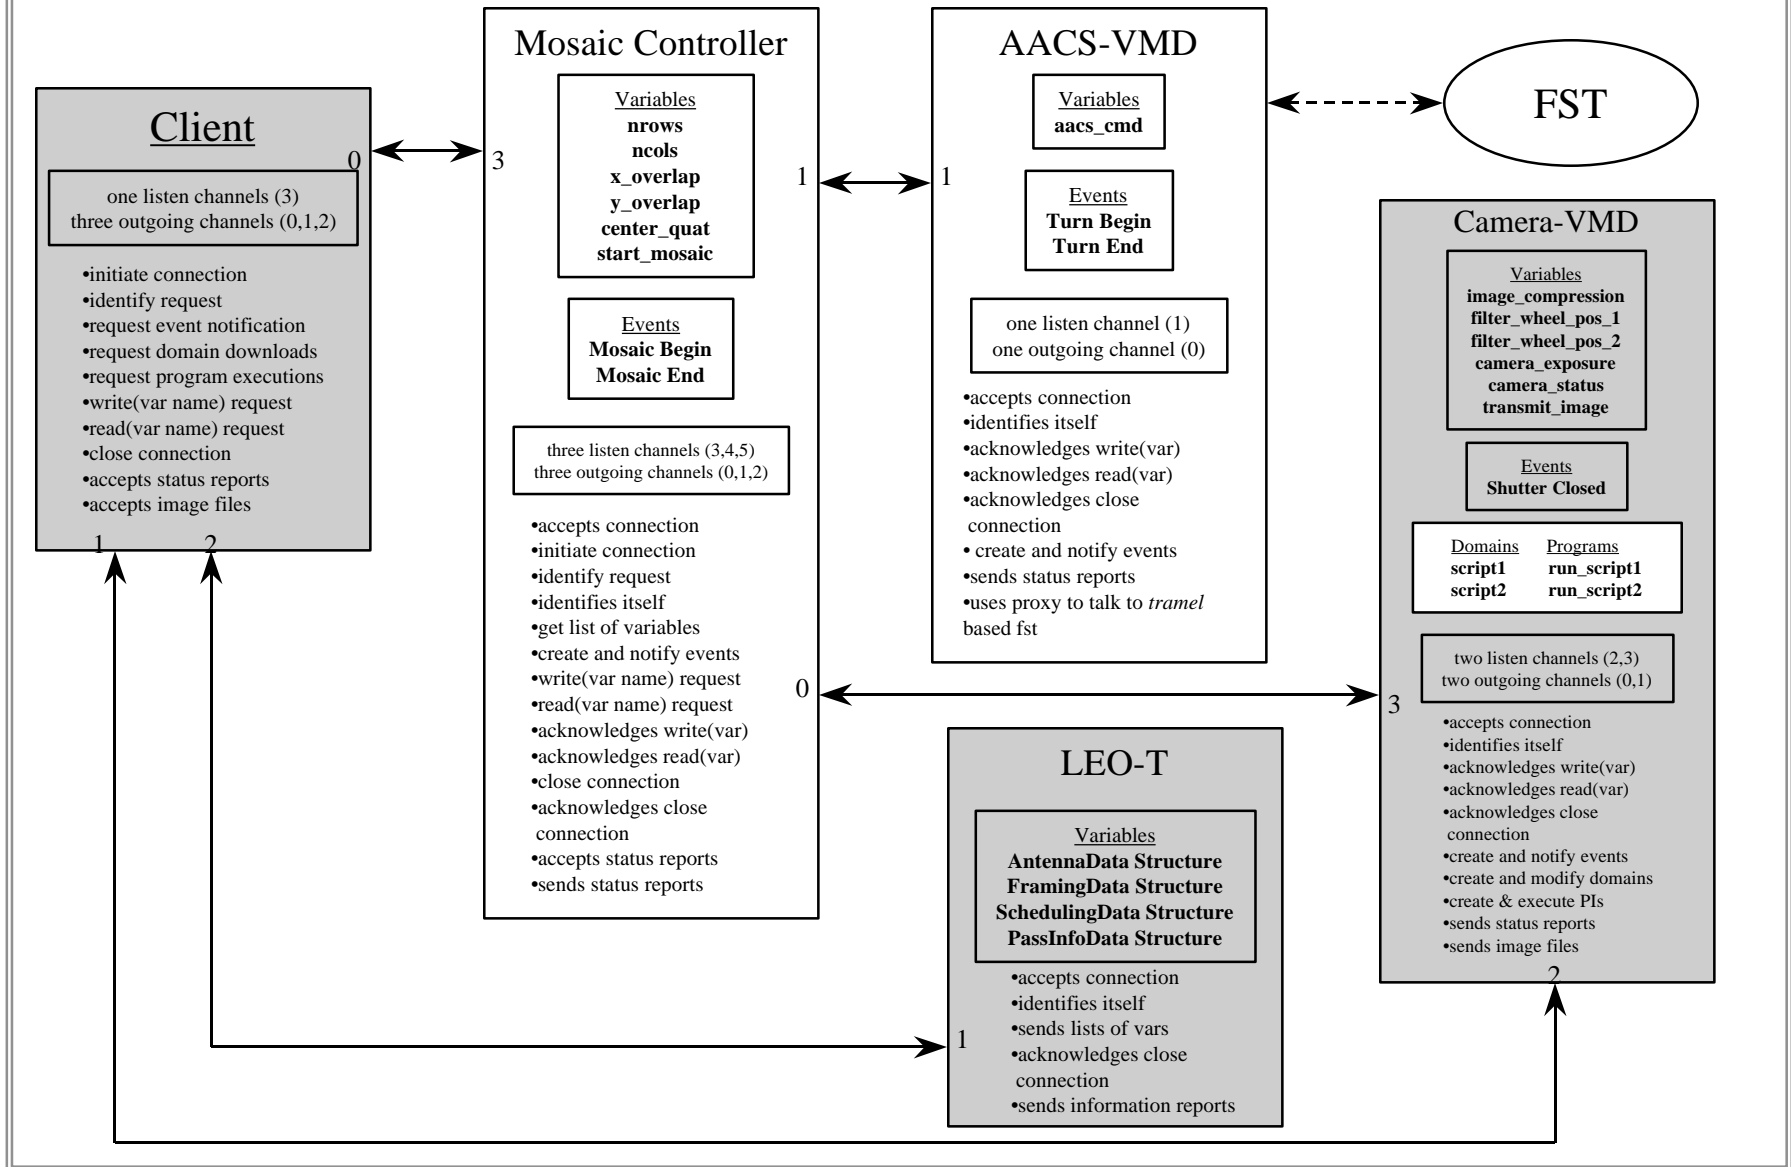 Client
0
one listen channels (3)
three outgoing channels (0,1,2)
•initiate connection
•identify request
•request event notification
•request domain downloads
•request program executions
•write(var name) request
•read(var name) request
•close connection
•accepts status reports
•accepts image files
1
2
Mosaic Controller
Variables
nrows
ncols
x_overlap
y_overlap
center_quat
start_mosaic
3
1
Events
Mosaic Begin
Mosaic End
three listen channels (3,4,5)
three outgoing channels (0,1,2)
•accepts connection
•initiate connection
•identify request
•identifies itself
•get list of variables
•create and notify events
•write(var name) request
•read(var name) request
•acknowledges write(var)
•acknowledges read(var)
•close connection
•acknowledges close
connection
•accepts status reports
•sends status reports
0
AACS-VMD
Variables
aacs_cmd
1
Events
Turn Begin
Turn End
one listen channel (1)
one outgoing channel (0)
•accepts connection
•identifies itself
•acknowledges write(var)
•acknowledges read(var)
•acknowledges close
connection
• create and notify events
•sends status reports
•uses proxy to talk to tramel
based fst
FST
LEO-T
Variables
AntennaData Structure
FramingData Structure
SchedulingData Structure
PassInfoData Structure
•accepts connection
•identifies itself
•sends lists of vars
•acknowledges close
connection
•sends information reports
1
Camera-VMD
Variables
image_compression
filter_wheel_pos_1
filter_wheel_pos_2
camera_exposure
camera_status
transmit_image
Events
Shutter Closed
Domains Programs
script1 run_script1
script2 run_script2
two listen channels (2,3)
two outgoing channels (0,1)
3
•accepts connection
•identifies itself
•acknowledges write(var)
•acknowledges read(var)
•acknowledges close
connection
•create and notify events
•create and modify domains
•create & execute PIs
•sends status reports
•sends image files
2